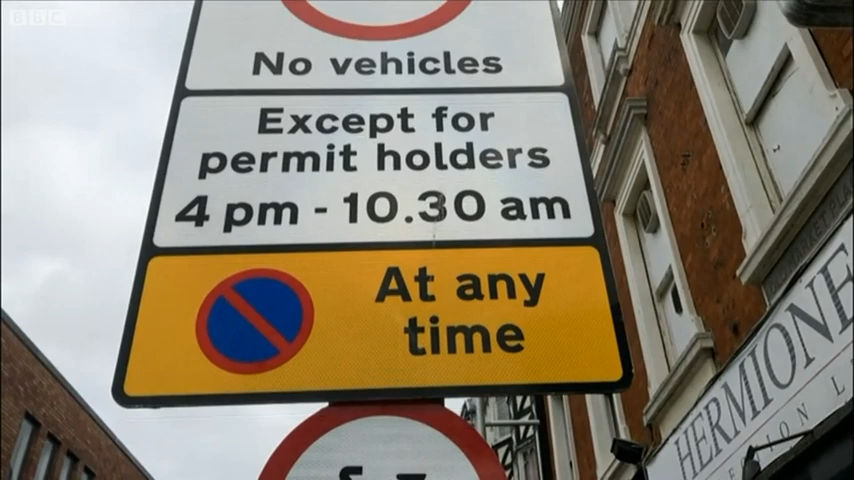 BBC
No vehicles
Except for
permit holders
4 pm - 10.30 am
At any
time
HERMIONE